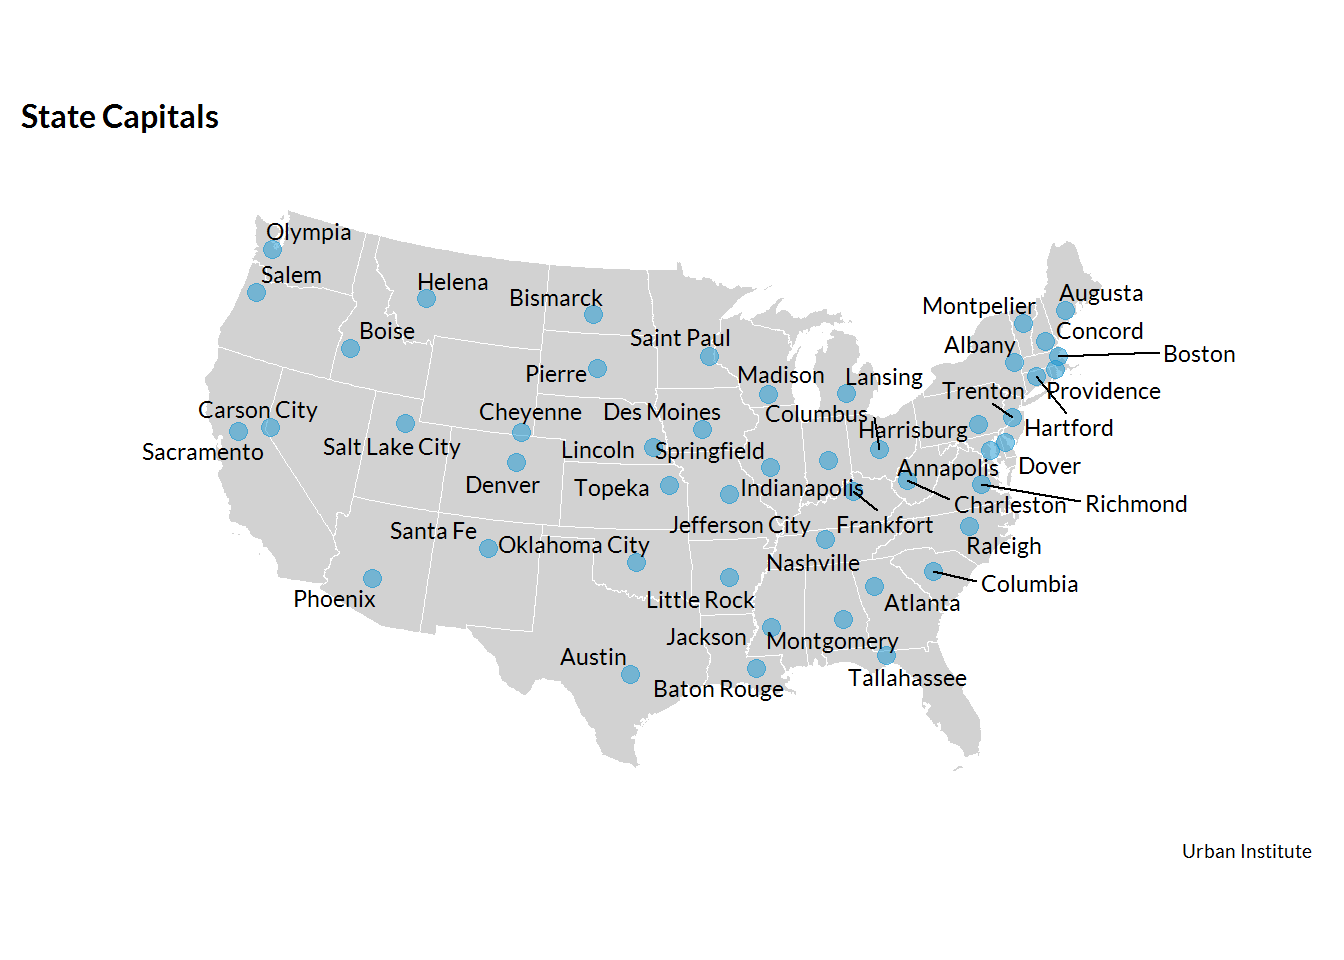 State Capitals
Olympia
Salem
Helena
Bismarck
Augusta
Montpelier
Boise
Concord
Saint Paul
Albany
Boston
Pierre
Madison
Lansing
Trenton
Providence
Carson City
Cheyenne
Des Moines
Columbus
Harrisburg
Hartford
Sacramento
Salt Lake City
Lincoln
Springfield
Annapolis
Dover
Denver
Topeka
Indianapolis
Charleston
Richmond
Santa Fe
Jefferson City
Frankfort
Oklahoma City
Raleigh
Nashville
Columbia
Phoenix
Little Rock
Atlanta
Jackson
Montgomery
Austin
Baton Rouge
Tallahassee
Urban Institute